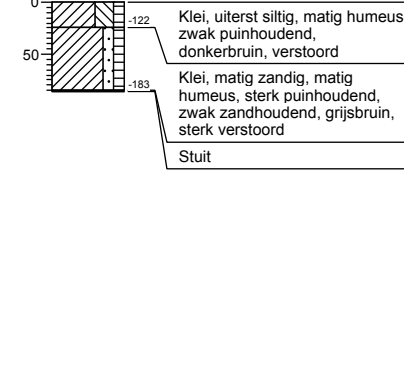 0
-122
Klei, uiterst siltig, matig humeus
zwak puinhoudend,
donkerbruin, verstoord
50
-183
Klei, matig zandig, matig
humeus, sterk puinhoudend,
zwak zandhoudend, grijsbruin,
sterk verstoord
Stuit